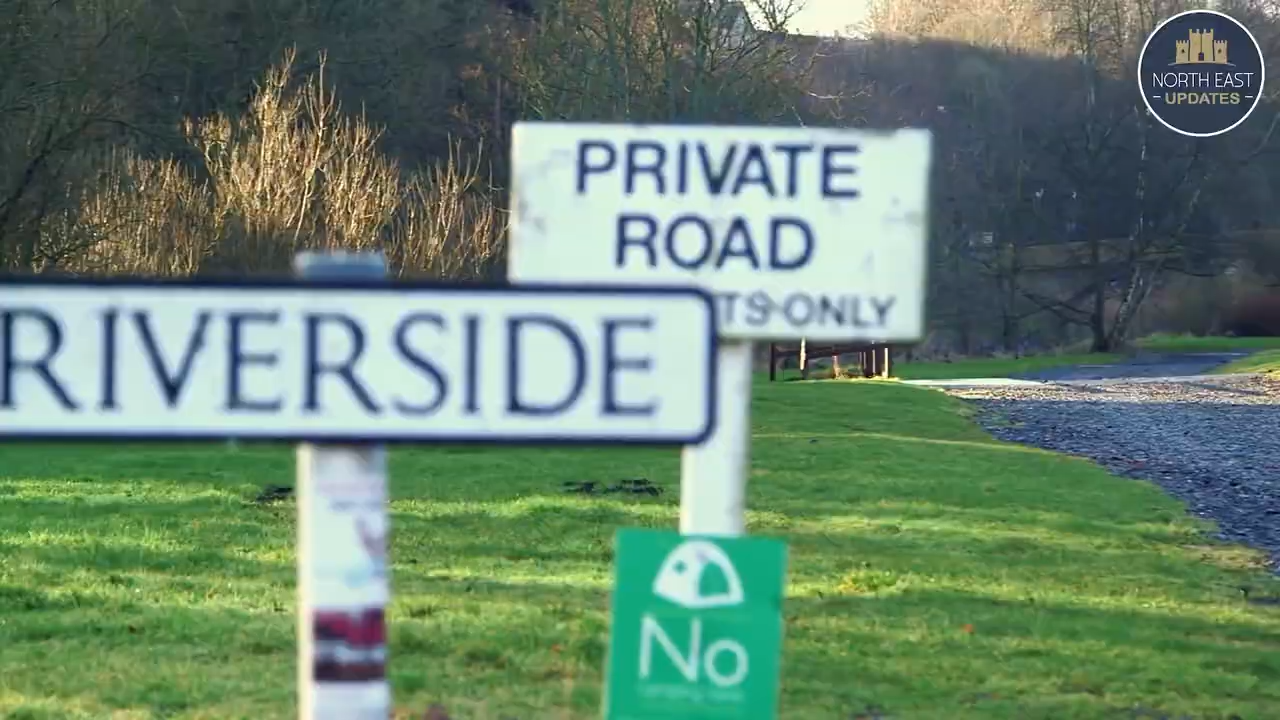 NORTH EAST
UPDATES
PRIVATE
ROAD
TS·ONLY
RIVERSIDE
No